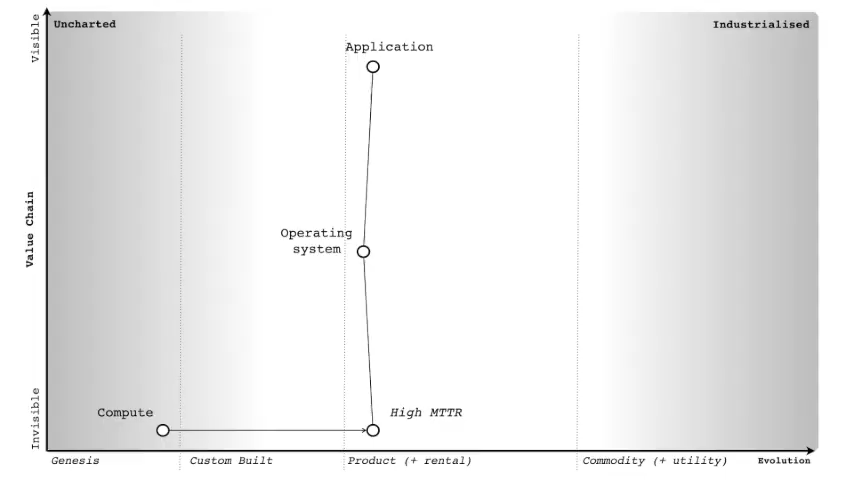 Visible
Uncharted
Industrialised
Application
Value Chain
Operating
system
Invisible
Compute
High MTTR
Genesis
Custom Built
Product (+ rental)
Commodity (+ utility)
Evolution